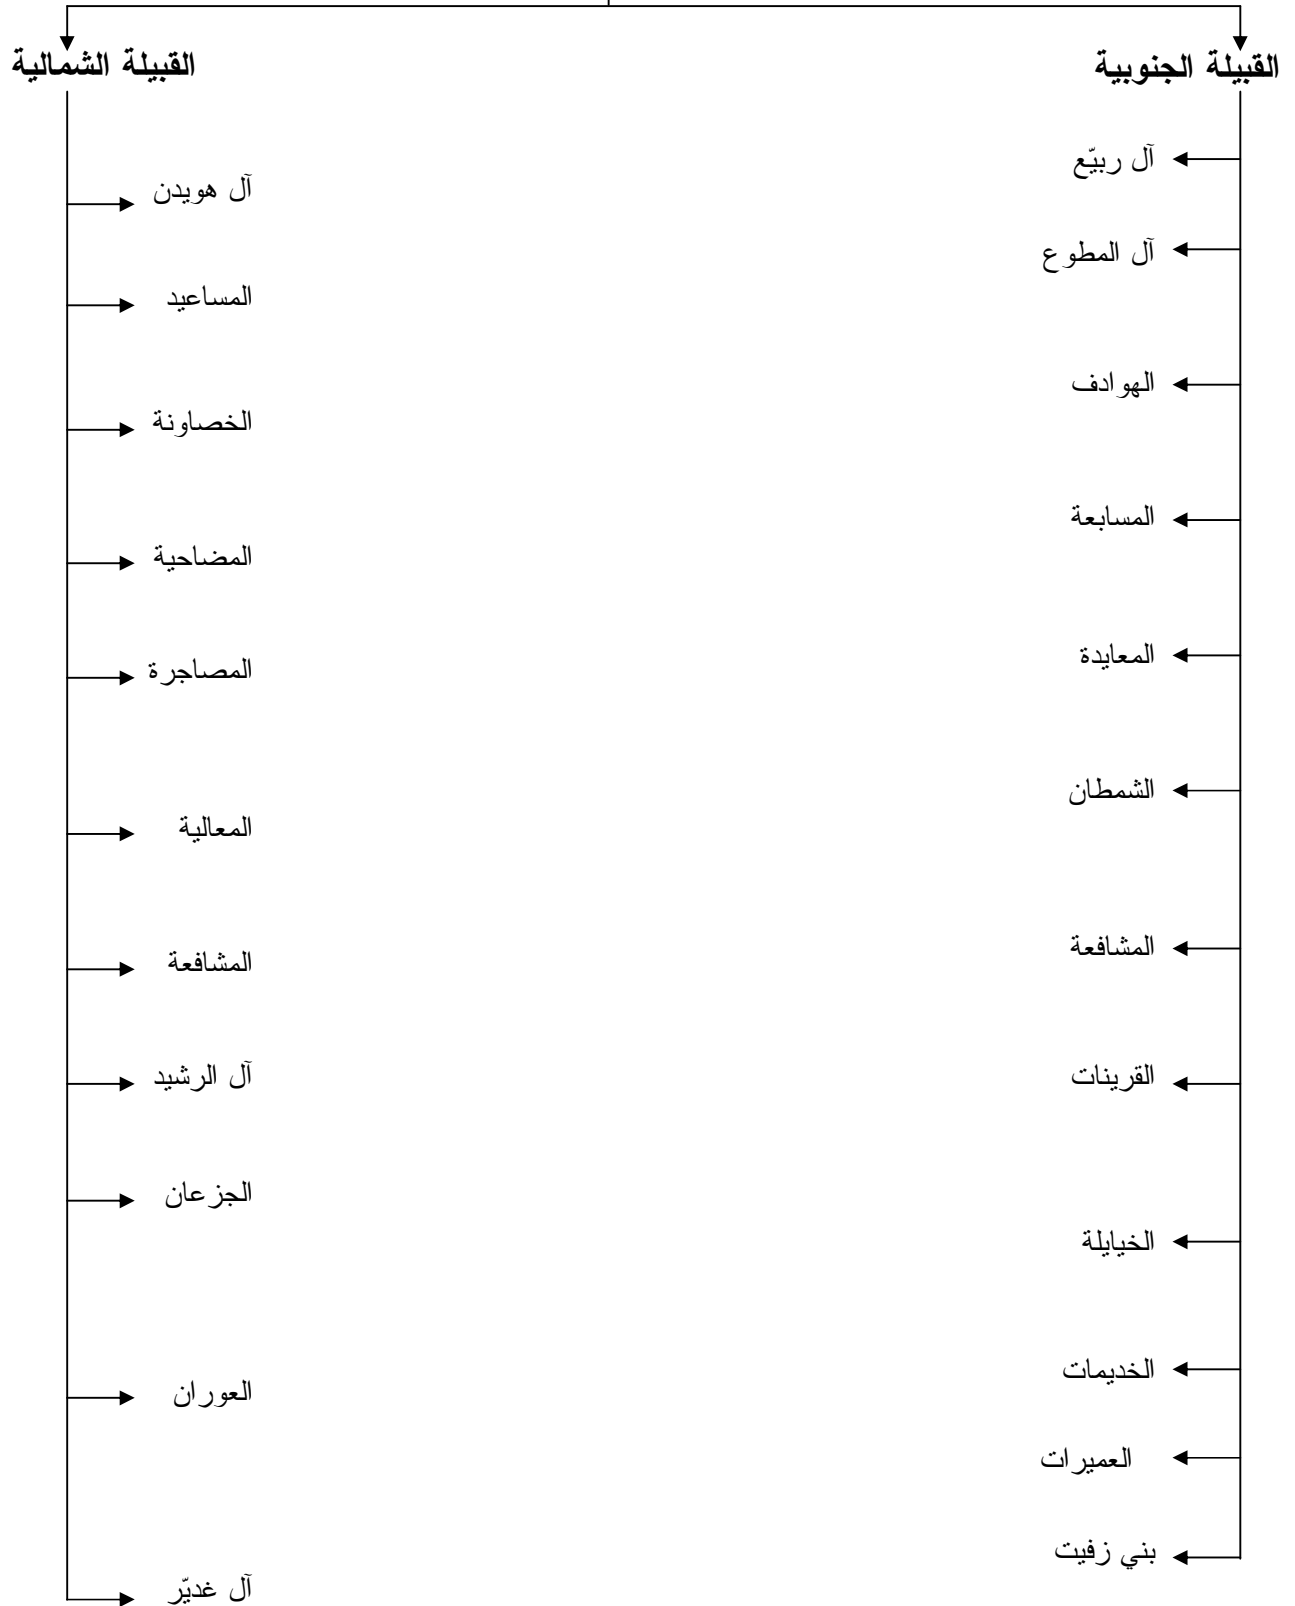 القبيلة الجنوبية
آل ربيّع
آل المطوع
الهوادف
المسابعة
المعايدة
الشمطان
المشافعة
القرينات
الخيايلة
الخديمات
العميرات
بني زفيت
القبيلة الشمالية
آل هويدن
المساعيد
الخصاونة
المضاحية
المصاجرة
المعالية
المشافعة
آل الرشيد
الجزعان
العوران
آل غديّر